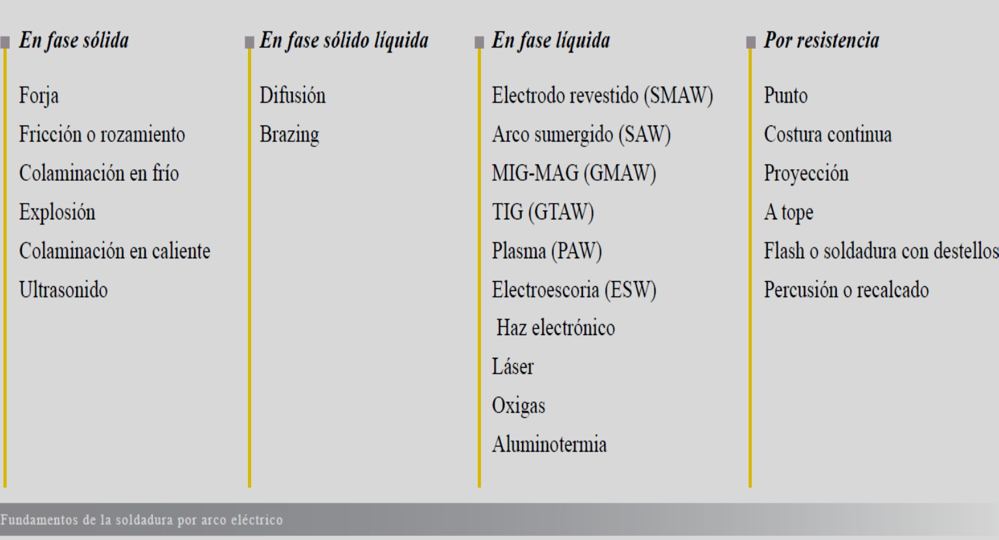 En fase sólida
Forja
Fricción o rozamiento
Colaminación en frío
Explosión
Colaminación en caliente
Ultrasonido
En fase sólido líquida
Difusión
Brazing
En fase líquida
Electrodo revestido (SMAW)
Arco sumergido (SAW)
MIG-MAG (GMAW)
TIG (GTAW)
Plasma (PAW)
Electroescoria (ESW)
Haz electrónico
Láser
Oxigas
Aluminotermia
Por resistencia
Punto
Costura continua
Proyección
A tope
Flash o soldadura con destellos
Percusión o recalcado
Fundamentos de la soldadura por arco eléctrico